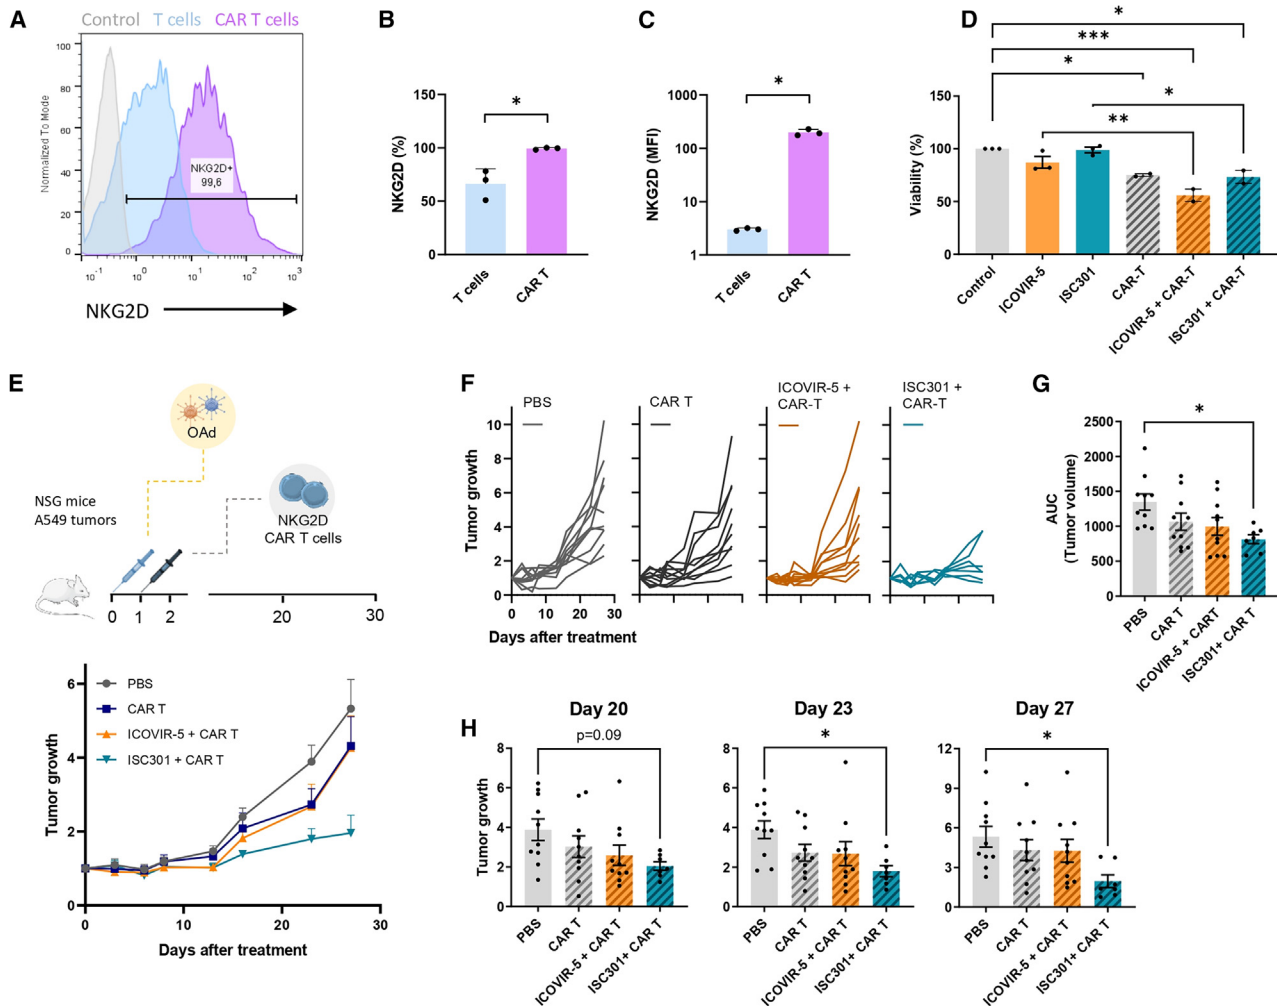 A
Control T cells CAR T cells
Normalized To Mode
100
80
60
40
20
0
NKG2D+
99,6
10-1 100 101 102 103
NKG2D
B
*
NKG2D (%)
150
100
50
0
T cells
CAR T
C
*
NKG2D (MFI)
1000
100
10
1
T cells
CAR T
D
*
***
*
*
**
Viability (%)
150
100
50
0
Control
ICOVIR-5
ISC301
CAR-T
ICOVIR-5 + CAR-T
ISC301 + CAR-T
E
OAd
NSG mice
A549 tumors
NKG2D
CAR T cells
0 1 2 20 30
Tumor growth
6
4
2
0
PBS
CAR T
ICOVIR-5 + CAR T
ISC301 + CAR T
0 10 20 30
Days after treatment
F
PBS
CAR T
ICOVIR-5 +
CAR-T
ISC301 +
CAR-T
Tumor growth
10
8
6
4
2
0
0 10 20 30
Days after treatment
G
*
AUC
(Tumor volume)
2500
2000
1500
1000
500
0
PBS
CAR T
ICOVIR-5 + CART
ISC301+ CAR T
H
Day 20
p=0.09
Tumor growth
8
6
4
2
0
PBS
CAR T
ICOVIR-5 + CAR T
ISC301+ CAR T
Day 23
*
8
6
4
2
0
PBS
CAR T
ICOVIR-5 + CAR T
ISC301+ CAR T
Day 27
*
12
9
6
3
0
PBS
CAR T
ICOVIR-5 + CAR T
ISC301+ CAR T